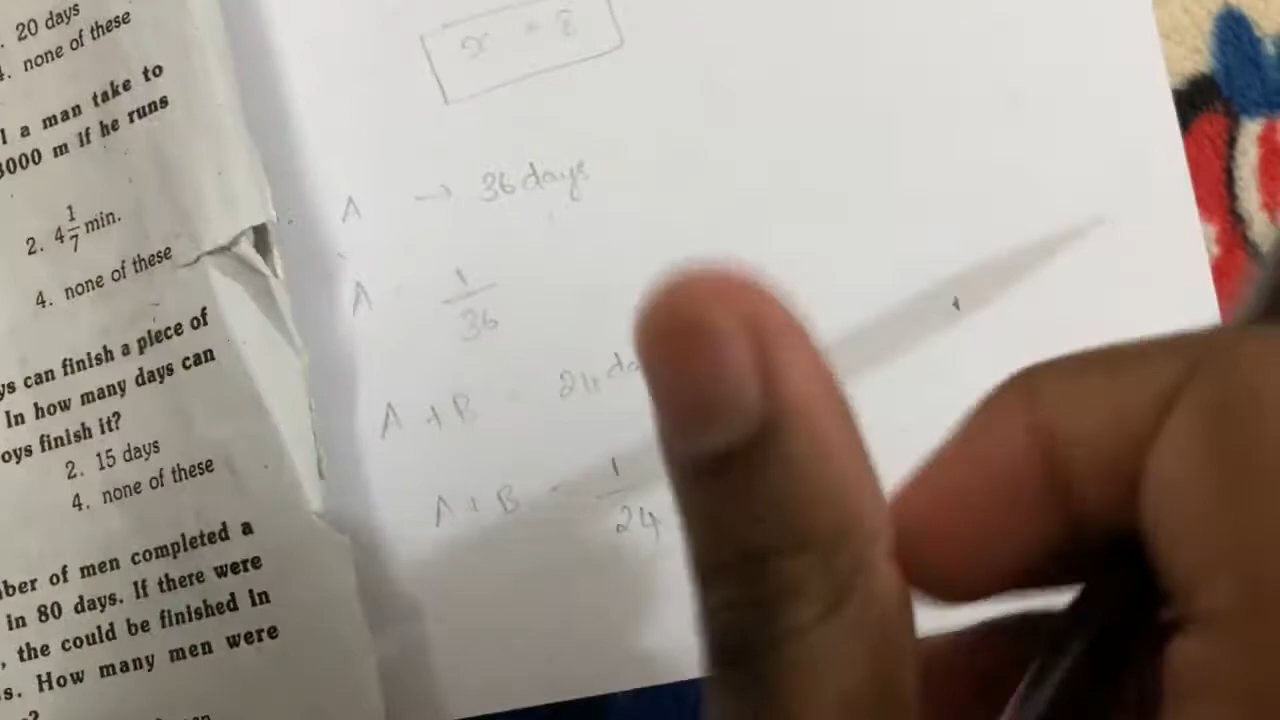 . 20 days
4. none of these
l a man take to
3000 m if he runs
2. 4 1/7 min.
4. none of these
ys can finish a piece of
In how many days can
oys finish it?
2. 15 days
4. none of these
ber of men completed a
in 80 days. If there were
, the could be finished in
s. How many men were
?
A → 36 days
A 1/36
A + B - 24 da
A + B - 1/24